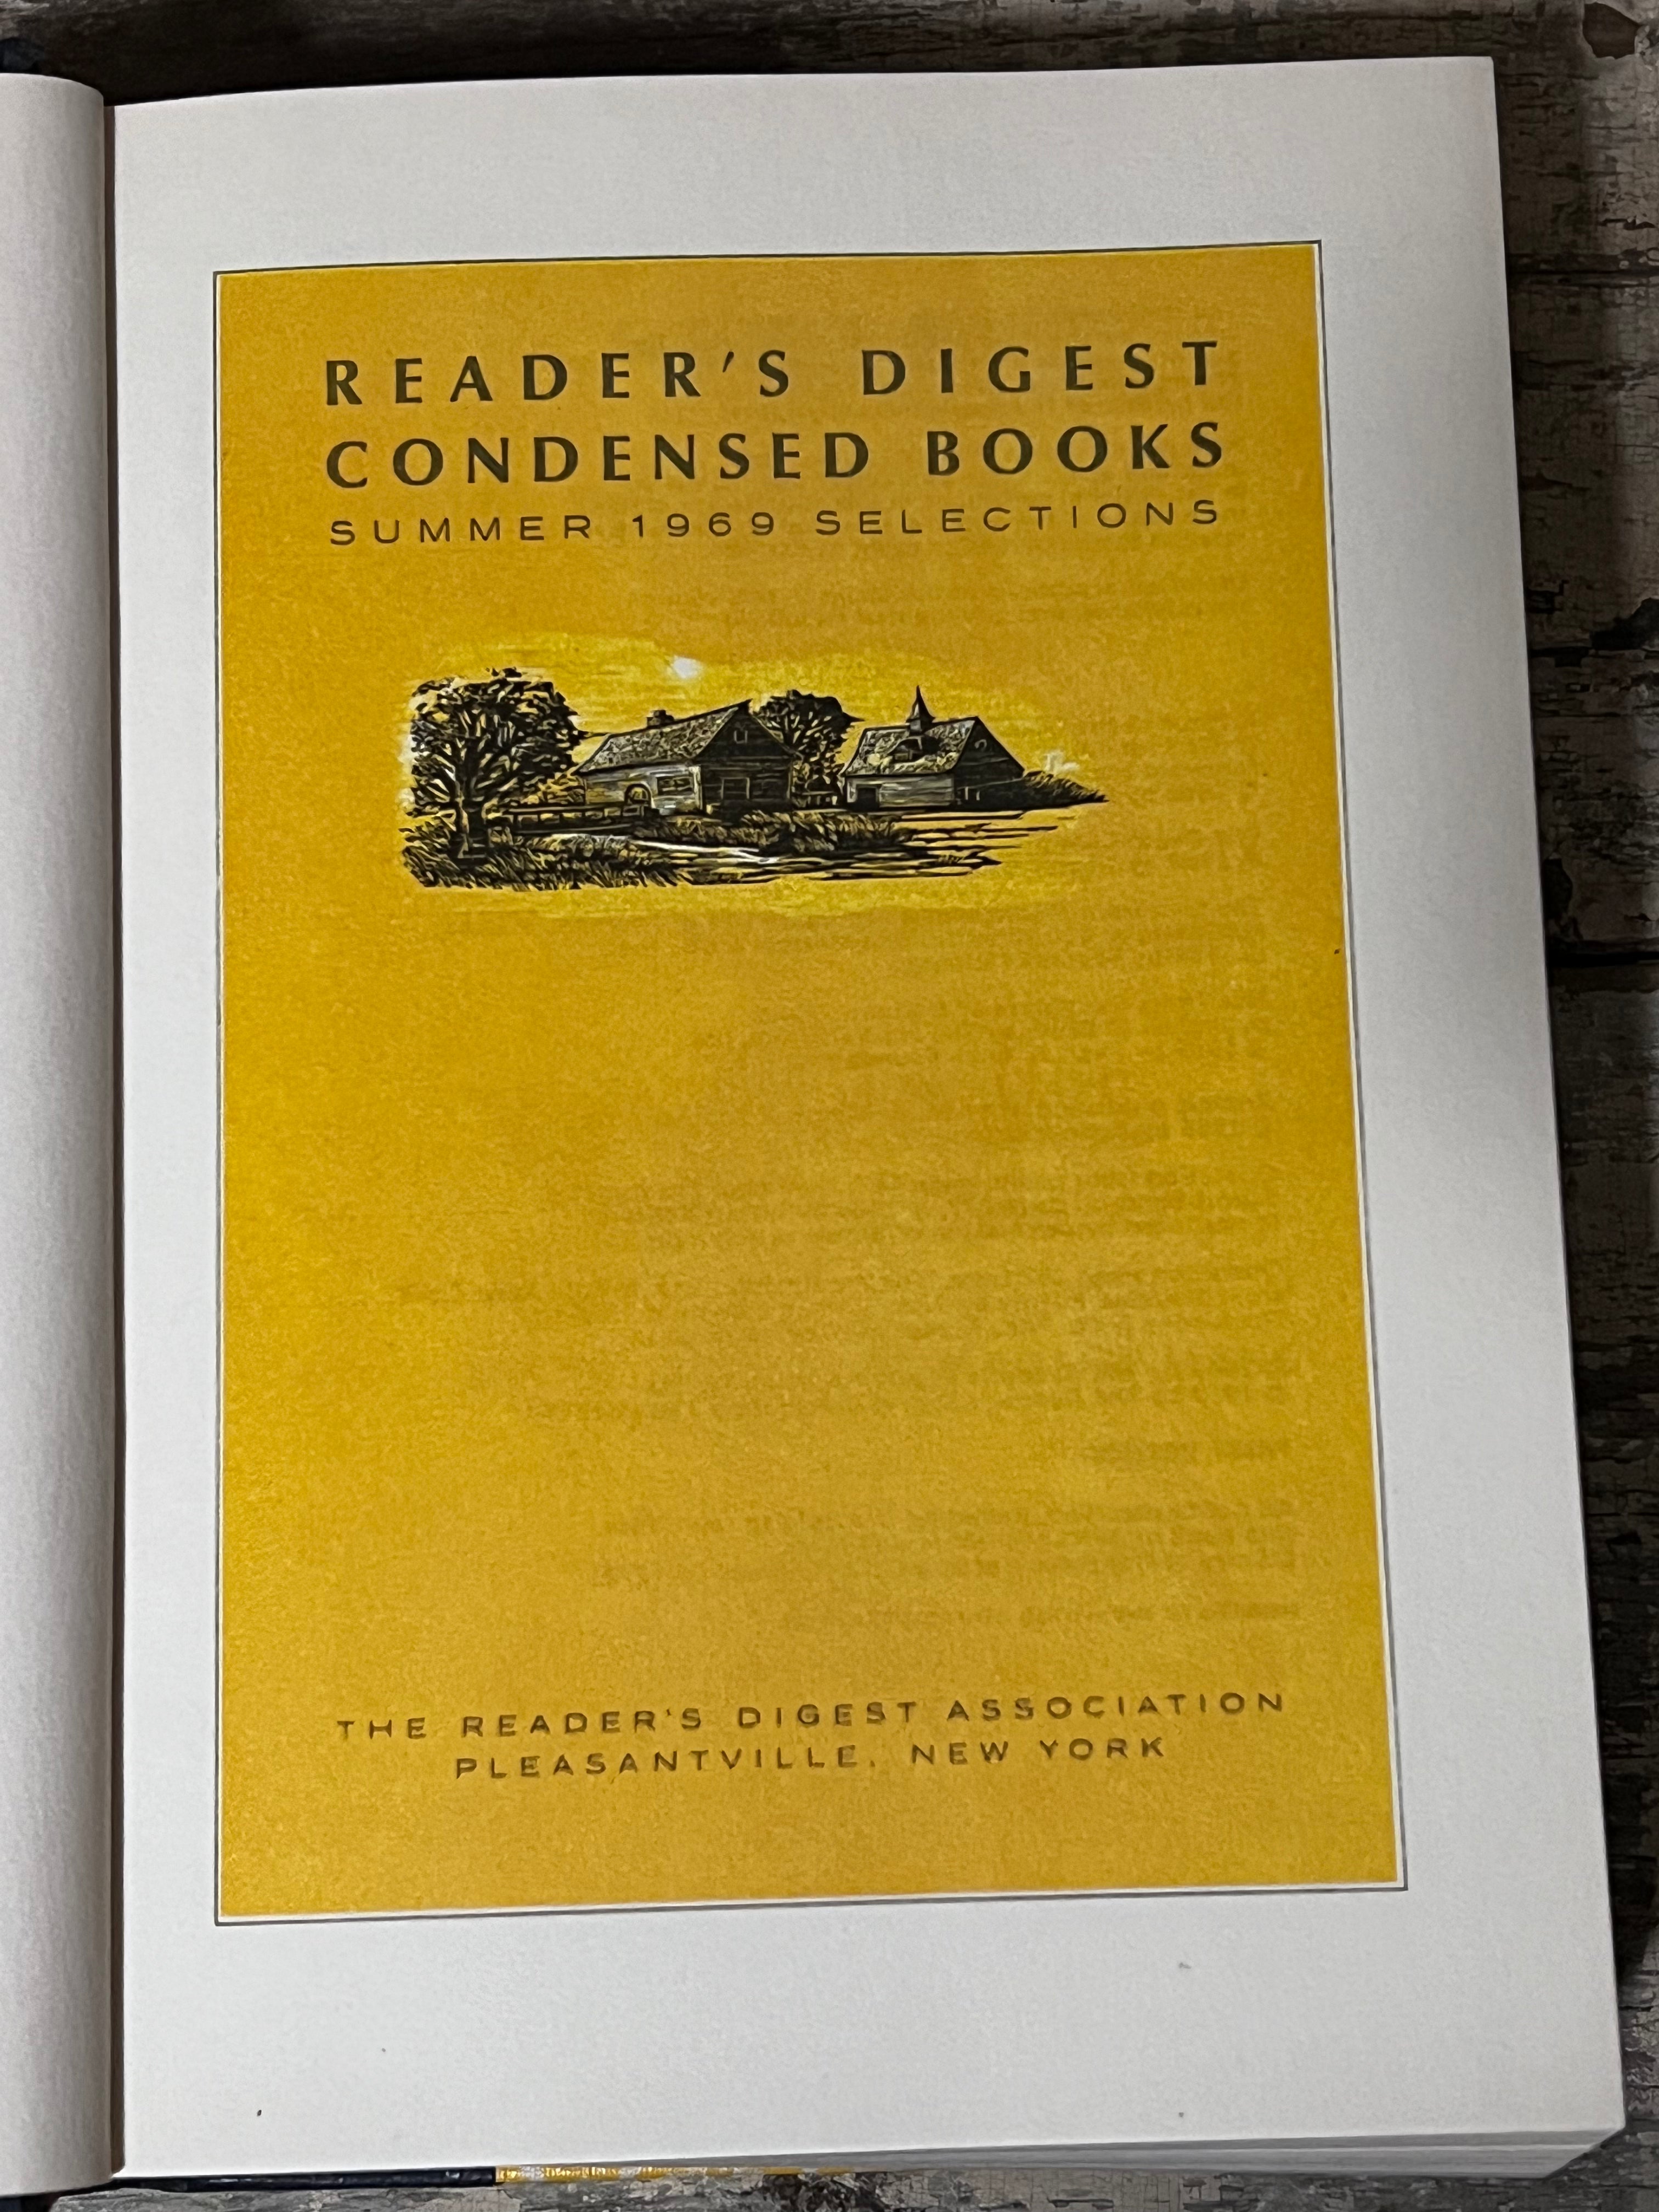 READER'S DIGEST
CONDENSED BOOKS
SUMMER 1969 SELECTIONS
THE READER'S DIGEST ASSOCIATION
PLEASANTVILLE, NEW YORK